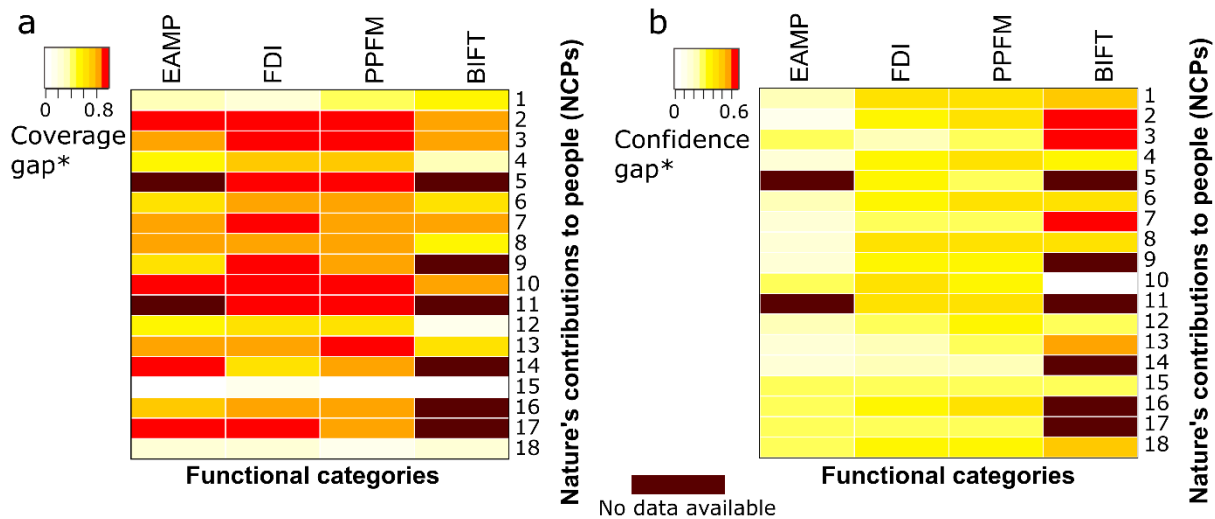 a
EAMP
FDI
PPFM
BIFT
0 0.8
Coverage
gap*
1
2
3
4
5
6
7
8
9
10
11
12
13
14
15
16
17
18
Nature's contributions to people (NCPs)
Functional categories
b
EAMP
FDI
PPFM
BIFT
0 0.6
Confidence
gap*
1
2
3
4
5
6
7
8
9
10
11
12
13
14
15
16
17
18
Nature's contributions to people (NCPs)
Functional categories
No data available